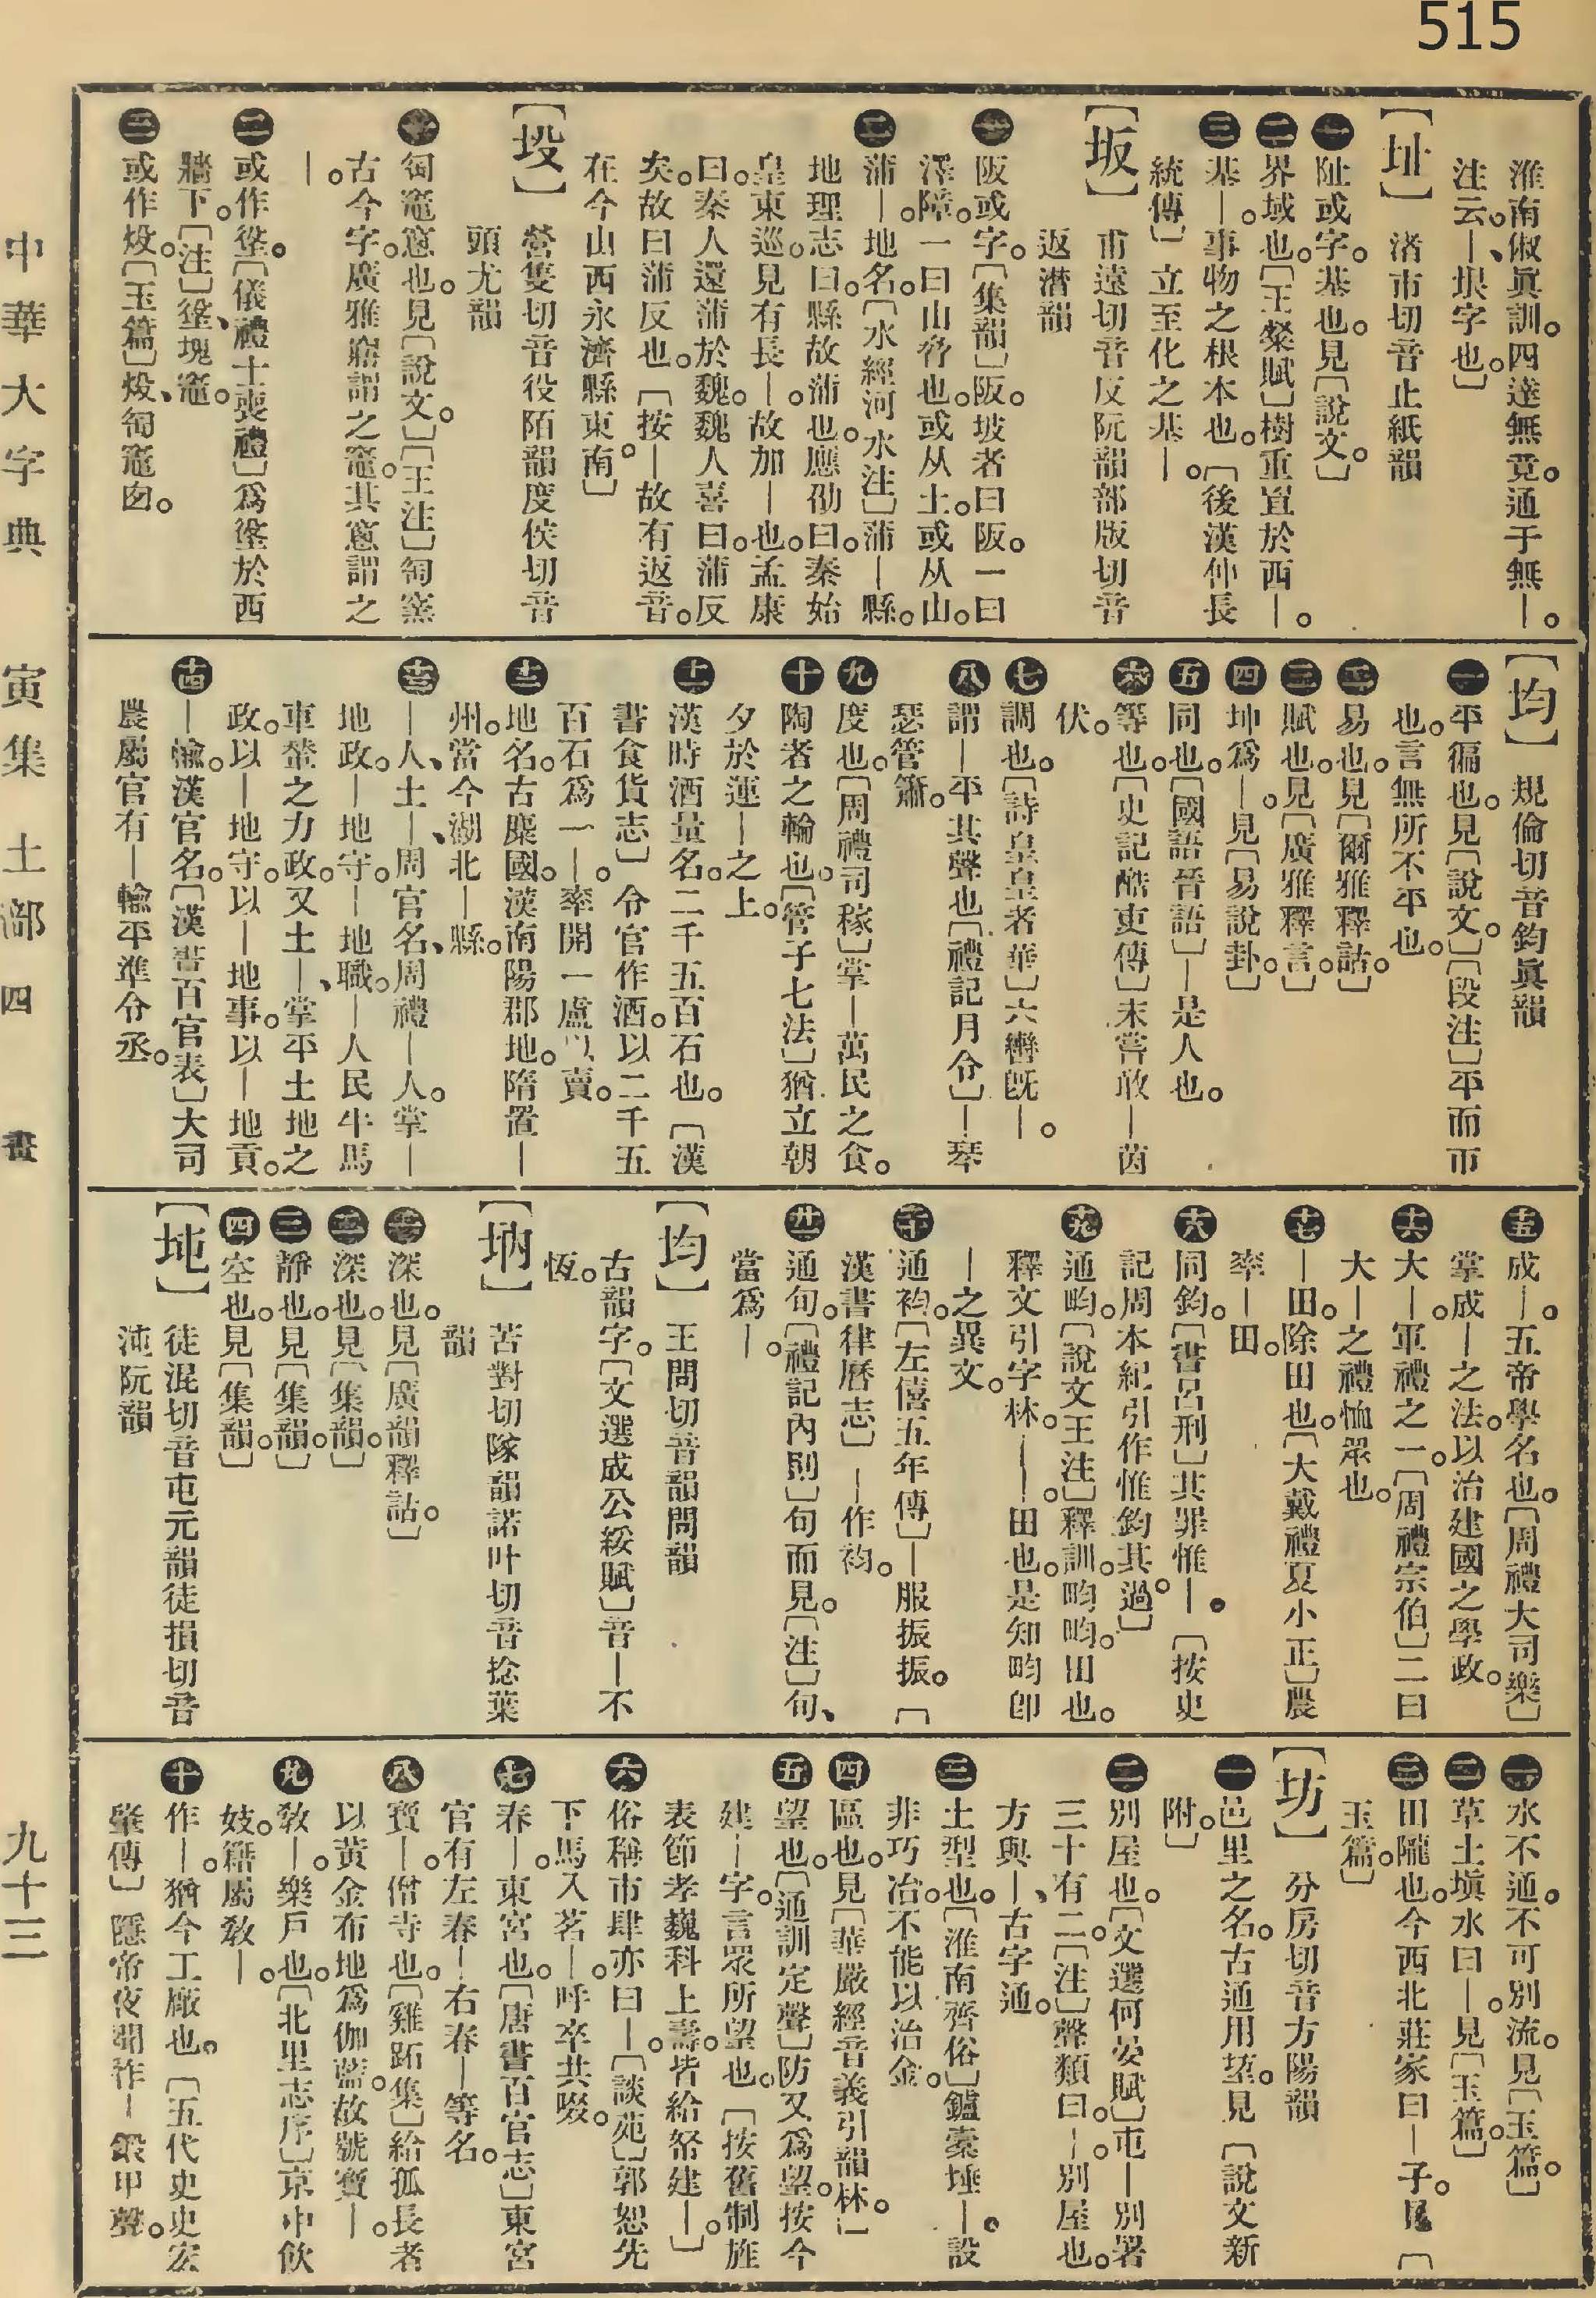 515
淮南俶眞訓。四達無竟。通于無｜。
注云。｜、垠字也。〕
【址】渚市切音止紙韻
㊀阯或字。基也。見〔說文。〕
㊁界域也。〔王粲賦〕樹重置於西｜。
㊂基｜。事物之根本也。〔後漢仲長
統傳〕立至化之基｜。
【坂】甫遠切音反阮韻部版切音
返潸韻
㊀阪或字。〔集韻〕阪。坡者曰阪。一曰
澤障。一曰山脅也。或从土。或从山。
㊁蒲｜。地名。〔水經河水注〕蒲｜縣。
地理志曰。縣故蒲也。應劭曰。秦始
皇東巡。見有長｜。故加｜也。孟康
曰。秦人還蒲於魏。魏人喜曰。蒲反
矣。故曰蒲反也。〔按｜故有返音。
在今山西永濟縣東南。〕
【坄】營隻切音役陌韻度侯切音
頭尤韻
㊀匋竈窻也。見〔說文。〕〔王注〕匋窯
古今字。廣雅窹謂之竈。其窻謂之
｜。
㊁或作垼。〔儀禮士喪禮〕爲垼於西
牆下。〔注〕垼、塊竈。
㊂或作炈。〔玉篇〕炈、匋竈囱。
【均】規倫切音鈞眞韻
㊀平徧也。見〔說文。〕〔段注〕平而帀
也。言無所不平也。
㊁易也。見〔爾雅釋詁。〕
㊂賦也。見〔廣雅釋言。〕
㊃坤爲｜。見〔易說卦。〕
㊄同也。〔國語晉語〕｜是人也。
㊅等也。〔史記酷吏傳〕未嘗敢｜茵
伏。
㊆調也。〔詩皇皇者華〕六轡旣｜。
㊇謂｜平其聲也。〔禮記月令〕｜琴
瑟管簫。
㊈度也。〔周禮司稼〕掌｜萬民之食。
㊉陶者之輪也。〔管子七法〕猶立朝
夕於運｜之上。
十一漢時酒量名。二千五百石也。〔漢
書食貨志〕令官作酒。以二千五
百石爲一｜。率開一盧以賣。
十二地名。古麇國。漢南陽郡地。隋置｜
州。當今湖北｜縣。
十三｜人、土｜、周官名、周禮｜人。掌｜
地政。｜地守。｜地職。｜人民牛馬
車輦之力政。又土｜、掌平土地之
政。以｜地守。以｜地事。以｜地貢。
十四｜輸。漢官名。〔漢書百官表〕大司
農屬官有｜輸平準令丞。
十五成｜。五帝學名也。〔周禮大司樂〕
掌成｜之法。以治建國之學政。
十六大｜。軍禮之一。〔周禮宗伯〕二曰
大｜之禮恤眾也。
十七｜田。除田也。〔大戴禮夏小正〕農
率｜田。
十八同鈞。〔書呂刑〕其罪惟｜。〔按史
記周本紀引作惟鈞其過。〕
十九通畇。〔說文王注〕釋訓。畇畇。田也。
釋文引字林。｜｜。田也。是知畇卽
｜之異文。
二十通袀。〔左僖五年傳〕｜服振振。〔
漢書律曆志〕｜作袀。
廿一通旬。〔禮記內則〕旬而見。〔注〕旬、
當爲｜。
【均】王問切音韻問韻
古韻字。〔文選成公綏賦〕音｜不
恆。
【㘨】苦對切隊韻諾叶切音捻葉
韻
㊀深也。見〔廣韻釋詁。〕
㊁深也。見〔集韻。〕
㊂靜也。見〔集韻。〕
㊃空也。見〔集韻。〕
【坉】徒混切音屯元韻徒損切音
沌阮韻
㊀水不通。不可別流。見〔玉篇。〕
㊁草土塡水曰｜。見〔玉篇。〕
㊂田隴也。今西北莊家曰｜子。見〔
玉篇。〕
【坊】分房切音方陽韻
㊀邑里之名。古通用埅。見〔說文新
附。〕
㊁別屋也。〔文選何晏賦〕屯｜別署
三十有二。〔注〕聲類曰。｜。別屋也。
方與｜、古字通。
㊂土型也。〔淮南齊俗〕鑪橐埵｜。設
非巧冶。不能以治金。
㊃區也。見〔華嚴經音義引韻林。〕
㊄望也。〔通訓定聲〕防又爲望。按今
建｜字。言眾所望也。〔按舊制旌
表節孝巍科上壽。皆給帑建｜。〕
㊅俗稱市肆亦曰｜。〔談苑〕郭恕先
下馬入茗｜。呼卒共啜。
㊆春｜。東宮也。〔唐書百官志〕東宮
官有左春｜右春｜等名。
㊇寶｜。僧寺也。〔雞跖集〕給孤長者
以黃金布地爲伽藍。故號寶｜。
㊈敎｜。樂戶也。〔北里志序〕京中飲
妓。籍屬敎｜。
㊉作｜。猶今工廠也。〔五代史史宏
肇傳〕隱帝夜聞作｜鍛甲聲。
中華大字典　寅集　土部　四　畫　九十三